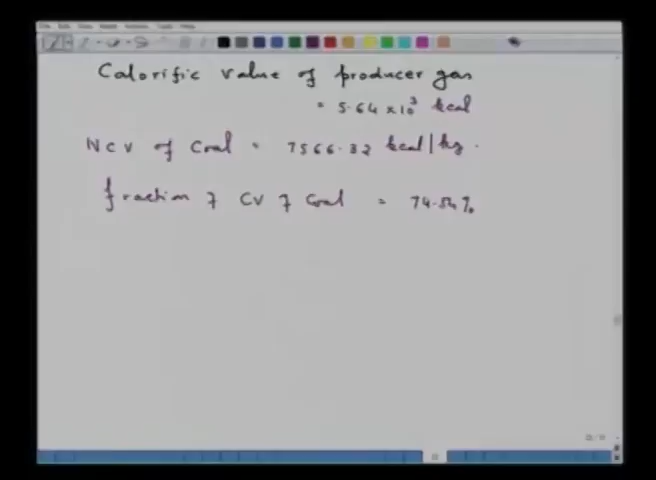 Calorific value of producer gas
= 5.64 x 10³ kcal
NCV of Coal = 7566.32 kcal/kg.
fraction of CV of Coal = 74.54%